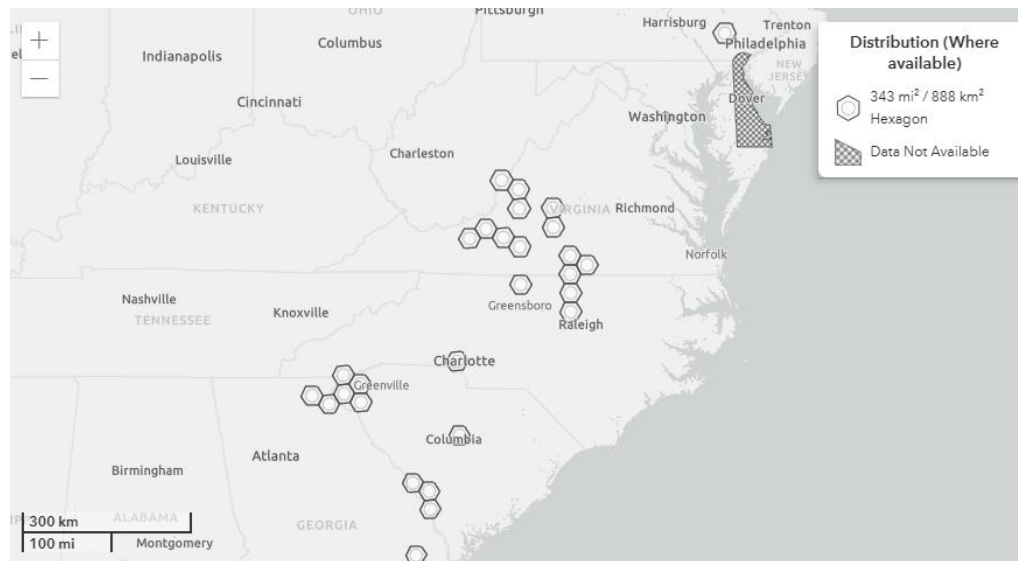 OHIO
Pittsburgh
Harrisburg
Trenton
Columbus
Philadelphia
Indianapolis
NEW
JERSEY
Cincinnati
Dover
Washington
Louisville
Charleston
KENTUCKY
VIRGINIA
Richmond
Norfolk
Nashville
Greensboro
TENNESSEE
Knoxville
Raleigh
Charlotte
Greenville
Columbia
Atlanta
Birmingham
ALABAMA
GEORGIA
Montgomery
+
−
Distribution (Where
available)
343 mi² / 888 km²
Hexagon
Data Not Available
300 km
100 mi